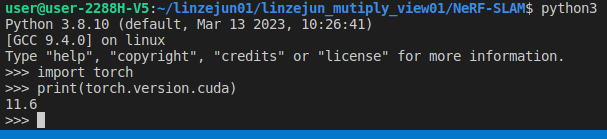 user@user-2288H-V5:~/linzejun01/linzejun_mutiply_view01/NeRF-SLAM$ python3
Python 3.8.10 (default, Mar 13 2023, 10:26:41)
[GCC 9.4.0] on linux
Type "help", "copyright", "credits" or "license" for more information.
>>> import torch
>>> print(torch.version.cuda)
11.6
>>>